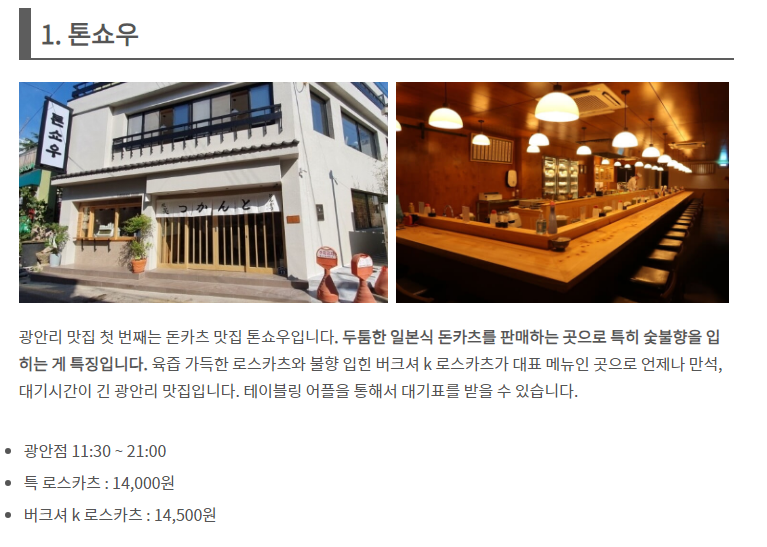 1. 톤쇼우
톤쇼우
つかんと
광안리 맛집 첫 번째는 돈카츠 맛집 톤쇼우입니다. 두툼한 일본식 돈카츠를 판매하는 곳으로 특히 숯불향을 입
히는 게 특징입니다. 육즙 가득한 로스카츠와 불향 입힌 버크셔 k 로스카츠가 대표 메뉴인 곳으로 언제나 만석,
대기시간이 긴 광안리 맛집입니다. 테이블링 어플을 통해서 대기표를 받을 수 있습니다.
광안점 11:30 ~ 21:00
특 로스카츠 : 14,000원
버크셔 k 로스카츠 : 14,500원